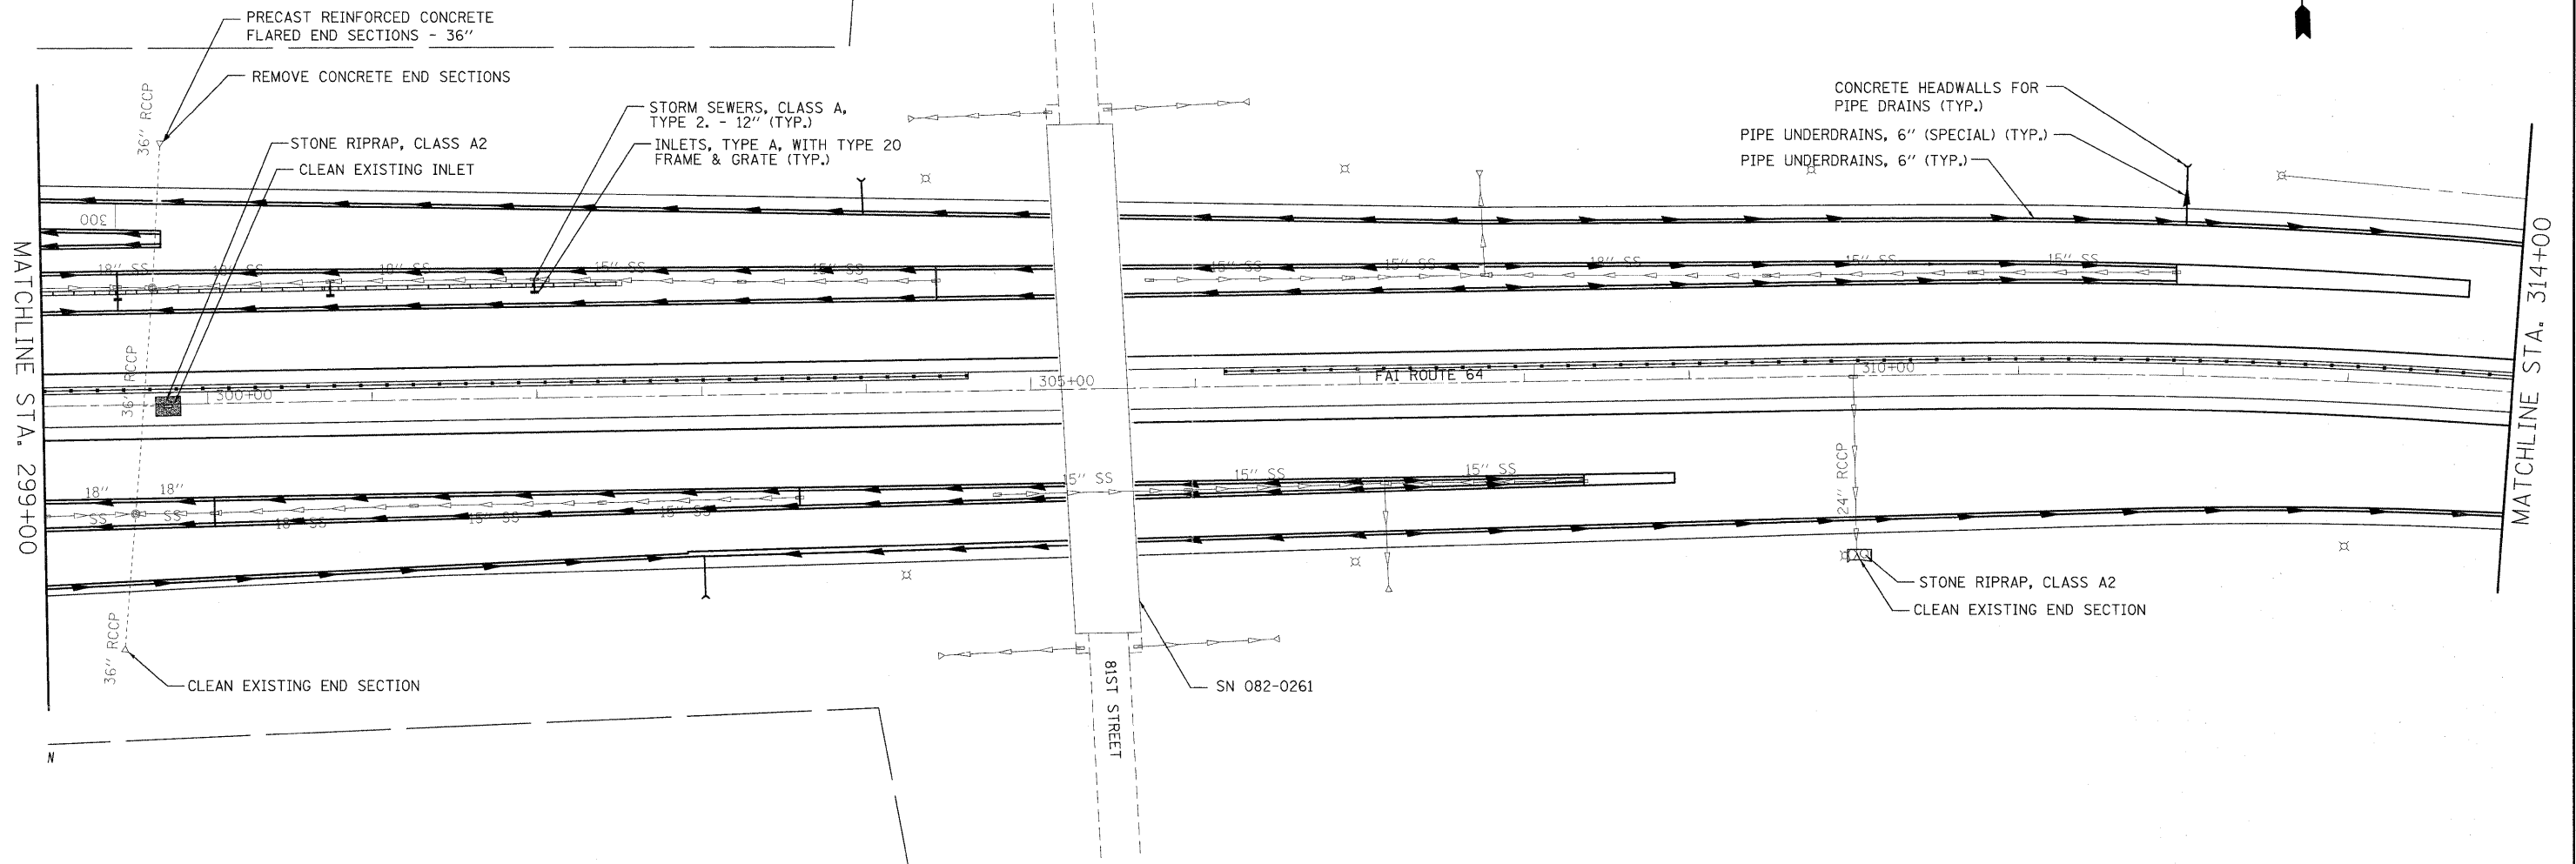 PRECAST REINFORCED CONCRETE
FLARED END SECTIONS - 36"
REMOVE CONCRETE END SECTIONS
36" RCCP
STONE RIPRAP, CLASS A2
CLEAN EXISTING INLET
STORM SEWERS, CLASS A,
TYPE 2. - 12" (TYP.)
INLETS, TYPE A, WITH TYPE 20
FRAME & GRATE (TYP.)
CONCRETE HEADWALLS FOR
PIPE DRAINS (TYP.)
PIPE UNDERDRAINS, 6" (SPECIAL) (TYP.)
PIPE UNDERDRAINS, 6" (TYP.)
300
MATCHLINE STA. 299+00
MATCHLINE STA. 314+00
18" SS
18" SS
18" SS
15" SS
15" SS
15" SS
15" SS
18" SS
15" SS
15" SS
36" RCCP
300+00
305+00
FAI ROUTE 64
310+00
18"
SS
18"
SS
18" SS
15" SS
15" SS
15" SS
15" SS
15" SS
24" RCCP
STONE RIPRAP, CLASS A2
CLEAN EXISTING END SECTION
36" RCCP
CLEAN EXISTING END SECTION
81ST STREET
SN 082-0261
N